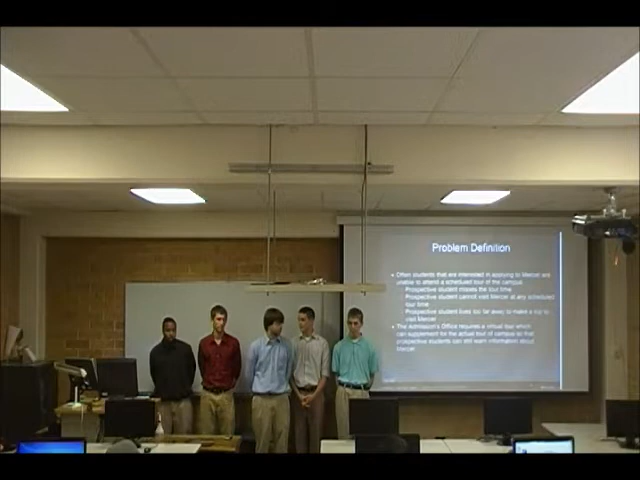 Problem Definition
• Often students that are interested in applying to Mercer are
unable to attend a scheduled tour of the campus
Prospective student misses the tour time
Prospective student cannot visit Mercer at any scheduled
tour time
Prospective student lives too far away to make a trip to
visit Mercer
• The Admission's Office requires a virtual tour which
can supplement for the actual tour of campus so that
prospective students can still learn information about
Mercer